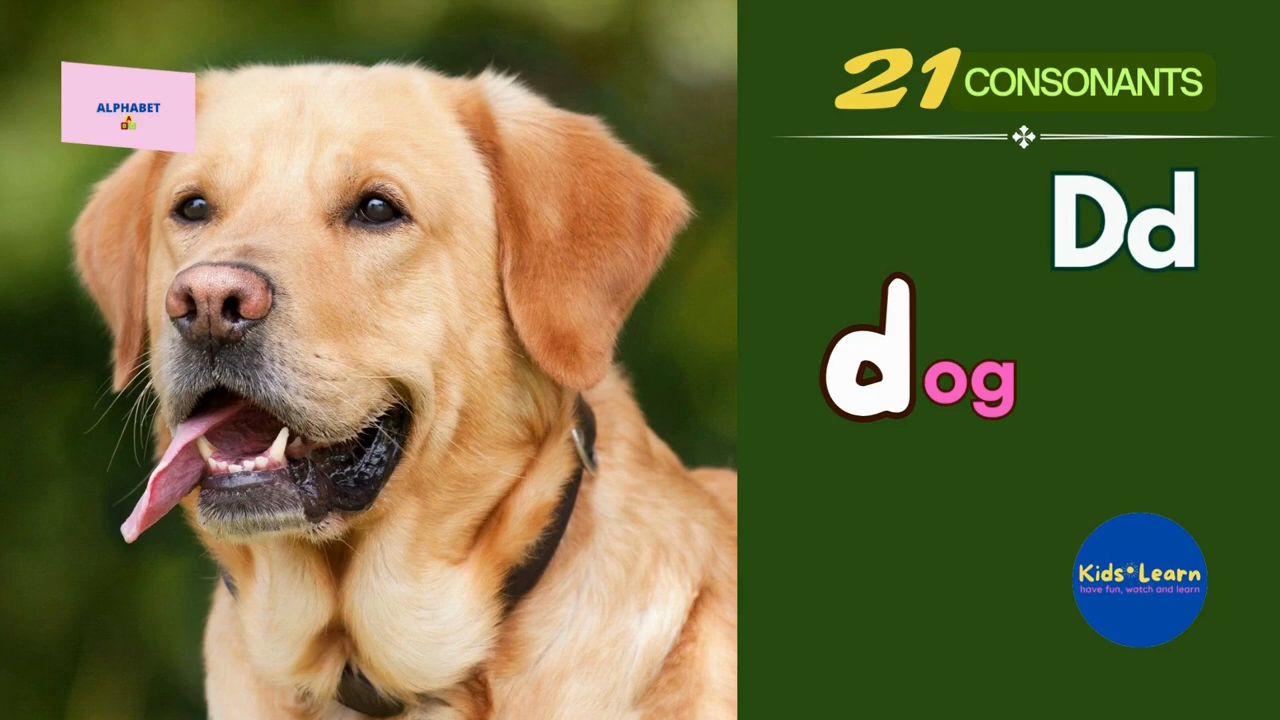 ALPHABET
21 CONSONANTS
Dd
dog
Kids Learn
have fun, watch and learn